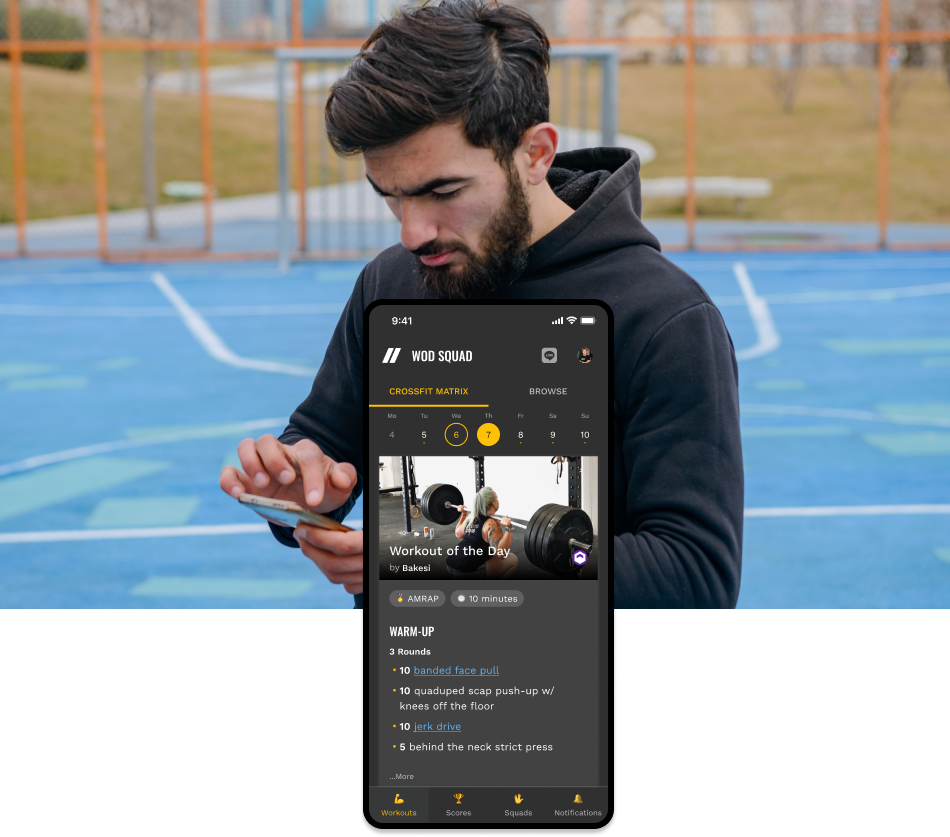 9:41
WOD SQUAD
CROSSFIT MATRIX BROWSE
Mo Tu We Th Fr Sa Su
4 5 6 7 8 9 10
Workout of the Day
by Bakesi
AMRAP 10 minutes
WARM-UP
3 Rounds
• 10 banded face pull
• 10 quaduped scap push-up w/
knees off the floor
• 10 jerk drive
• 5 behind the neck strict press
...More
Workouts Scores Squads Notifications